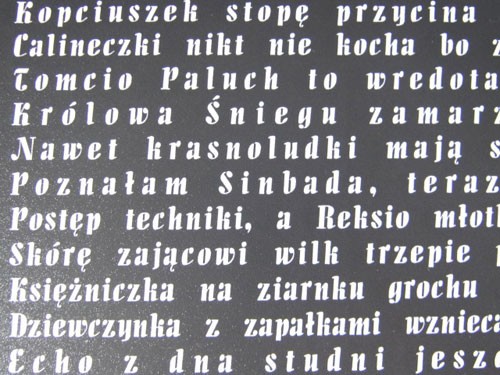 Kopciuszek stopę przycina
Calineczki nikt nie kocha bo z
Tomcio Paluch to wredota
Królowa Śniegu zamarz
Nawet krasnoludki mają s
Poznałam Sinbada, teraz
Postęp techniki, a Reksio młotk
Skórę zającowi wilk trzepie p
Księżniczka na ziarnku grochu
Dziewczynka z zapałkami wznieca
Echo z dna studni jeszc